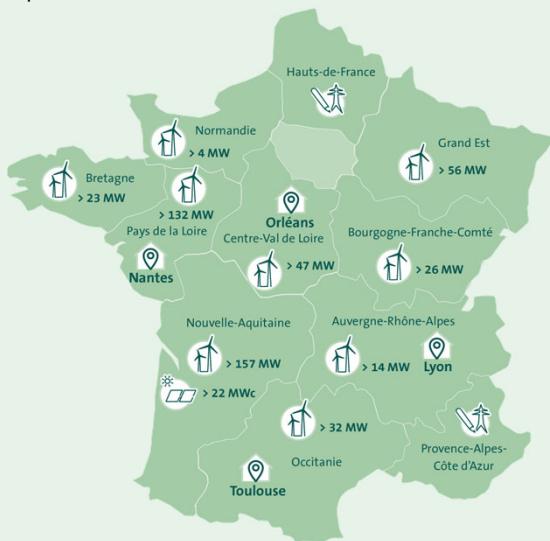 Hauts-de-France
Normandie
> 4 MW
Grand Est
> 56 MW
Bretagne
> 23 MW
> 132 MW
Pays de la Loire
Orléans
Centre-Val de Loire
> 47 MW
Bourgogne-Franche-Comté
> 26 MW
Nantes
Nouvelle-Aquitaine
> 157 MW
> 22 MWc
Auvergne-Rhône-Alpes
> 14 MW
Lyon
> 32 MW
Occitanie
Toulouse
Provence-Alpes-
Côte d'Azur